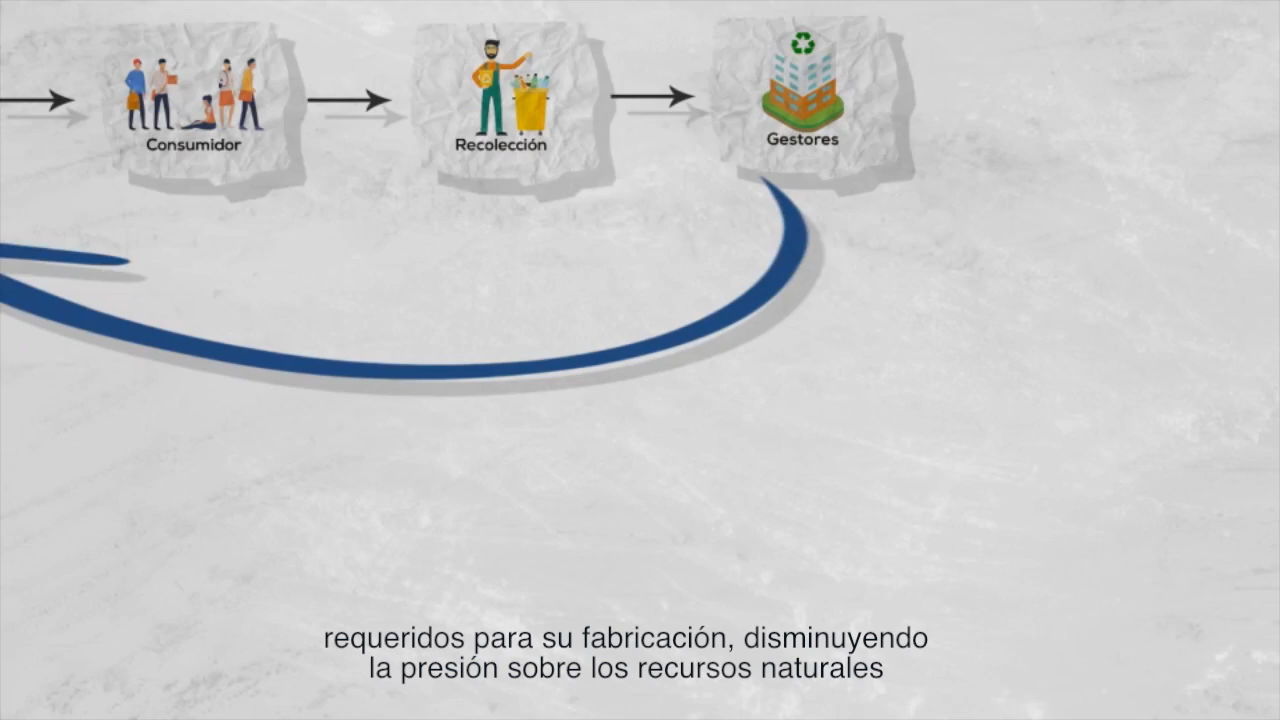 Consumidor
Recolección
Gestores
requeridos para su fabricación, disminuyendo
la presión sobre los recursos naturales